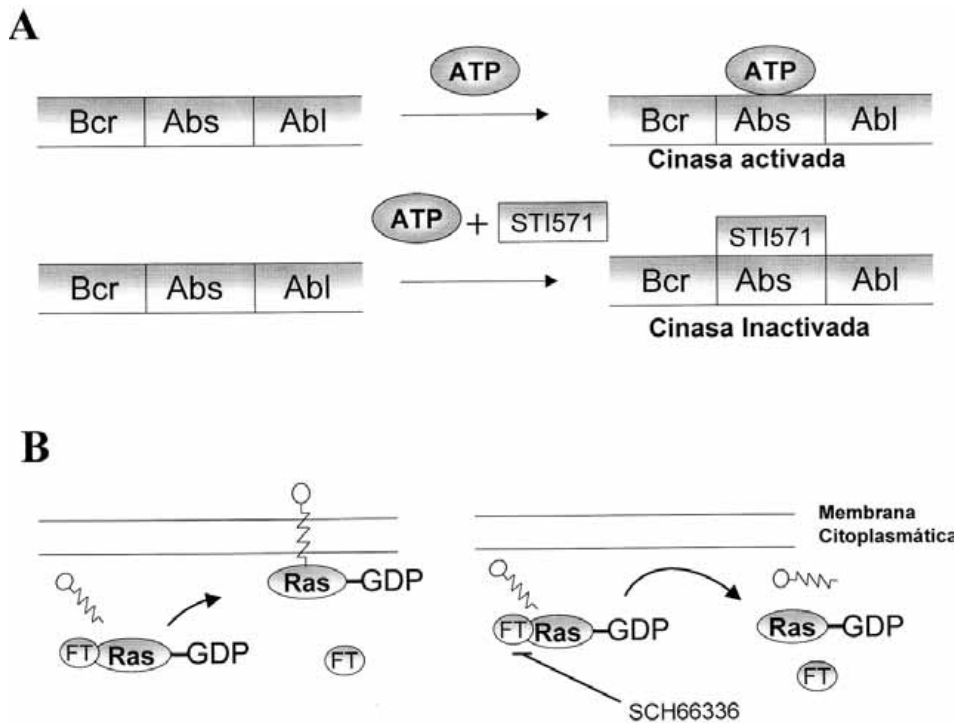 A
ATP
ATP
Bcr Abs Abl
Bcr Abs Abl
Cinasa activada
ATP + STI571
STI571
Bcr Abs Abl
Bcr Abs Abl
Cinasa Inactivada
B
Membrana
Citoplasmática
Ras GDP
FT Ras GDP
FT
FT Ras GDP
Ras GDP
FT
SCH66336